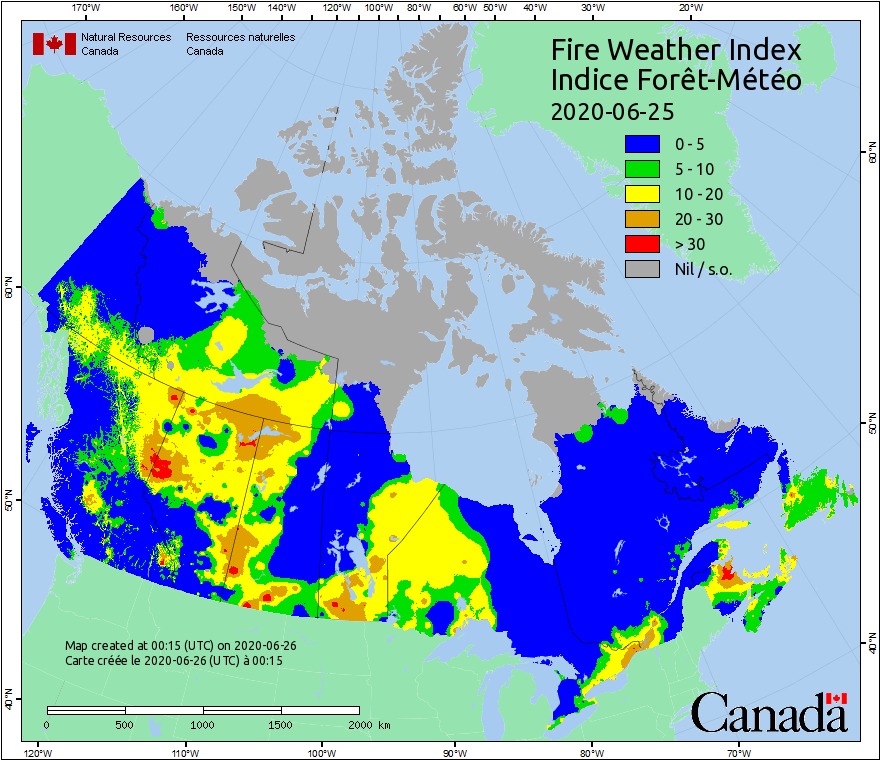 170°W 160°W 150°W 140°W 120°W 100°W 80°W 60°W 50°W 40°W 30°W 20°W
Natural Resources Canada
Ressources naturelles Canada
Fire Weather Index
Indice Forêt-Météo
2020-06-25
0 - 5
5 - 10
10 - 20
20 - 30
> 30
Nil / s.o.
60°N
50°N
40°N
60°N
50°N
40°N
Map created at 00:15 (UTC) on 2020-06-26
Carte créée le 2020-06-26 (UTC) à 00:15
0 500 1000 1500 2000 km
Canada
120°W 110°W 100°W 90°W 80°W 70°W